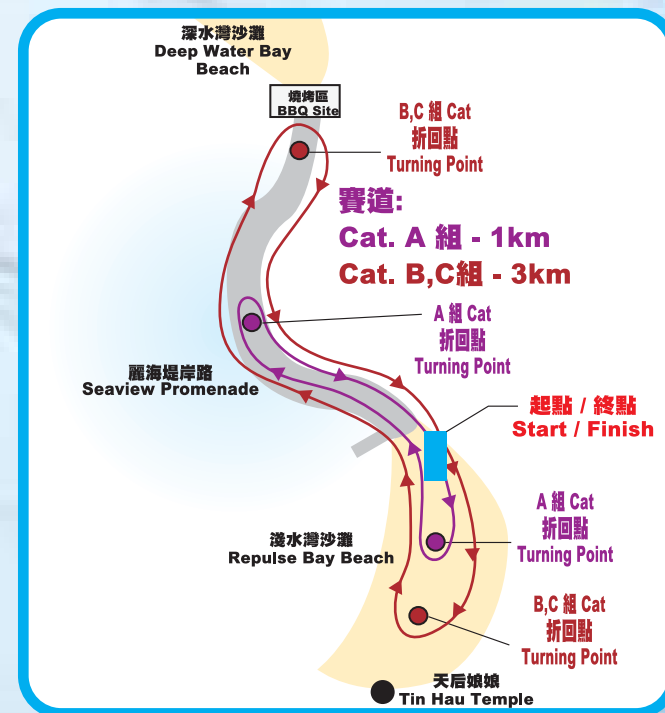 深水灣沙灘
Deep Water Bay
Beach
燒烤區
BBQ Site
B,C 組 Cat
折回點
Turning Point
賽道:
Cat. A 組 - 1km
Cat. B,C組 - 3km
A 組 Cat
折回點
Turning Point
麗海堤岸路
Seaview Promenade
起點 / 終點
Start / Finish
A 組 Cat
折回點
Turning Point
淺水灣沙灘
Repulse Bay Beach
B,C 組 Cat
折回點
Turning Point
天后娘娘
Tin Hau Temple